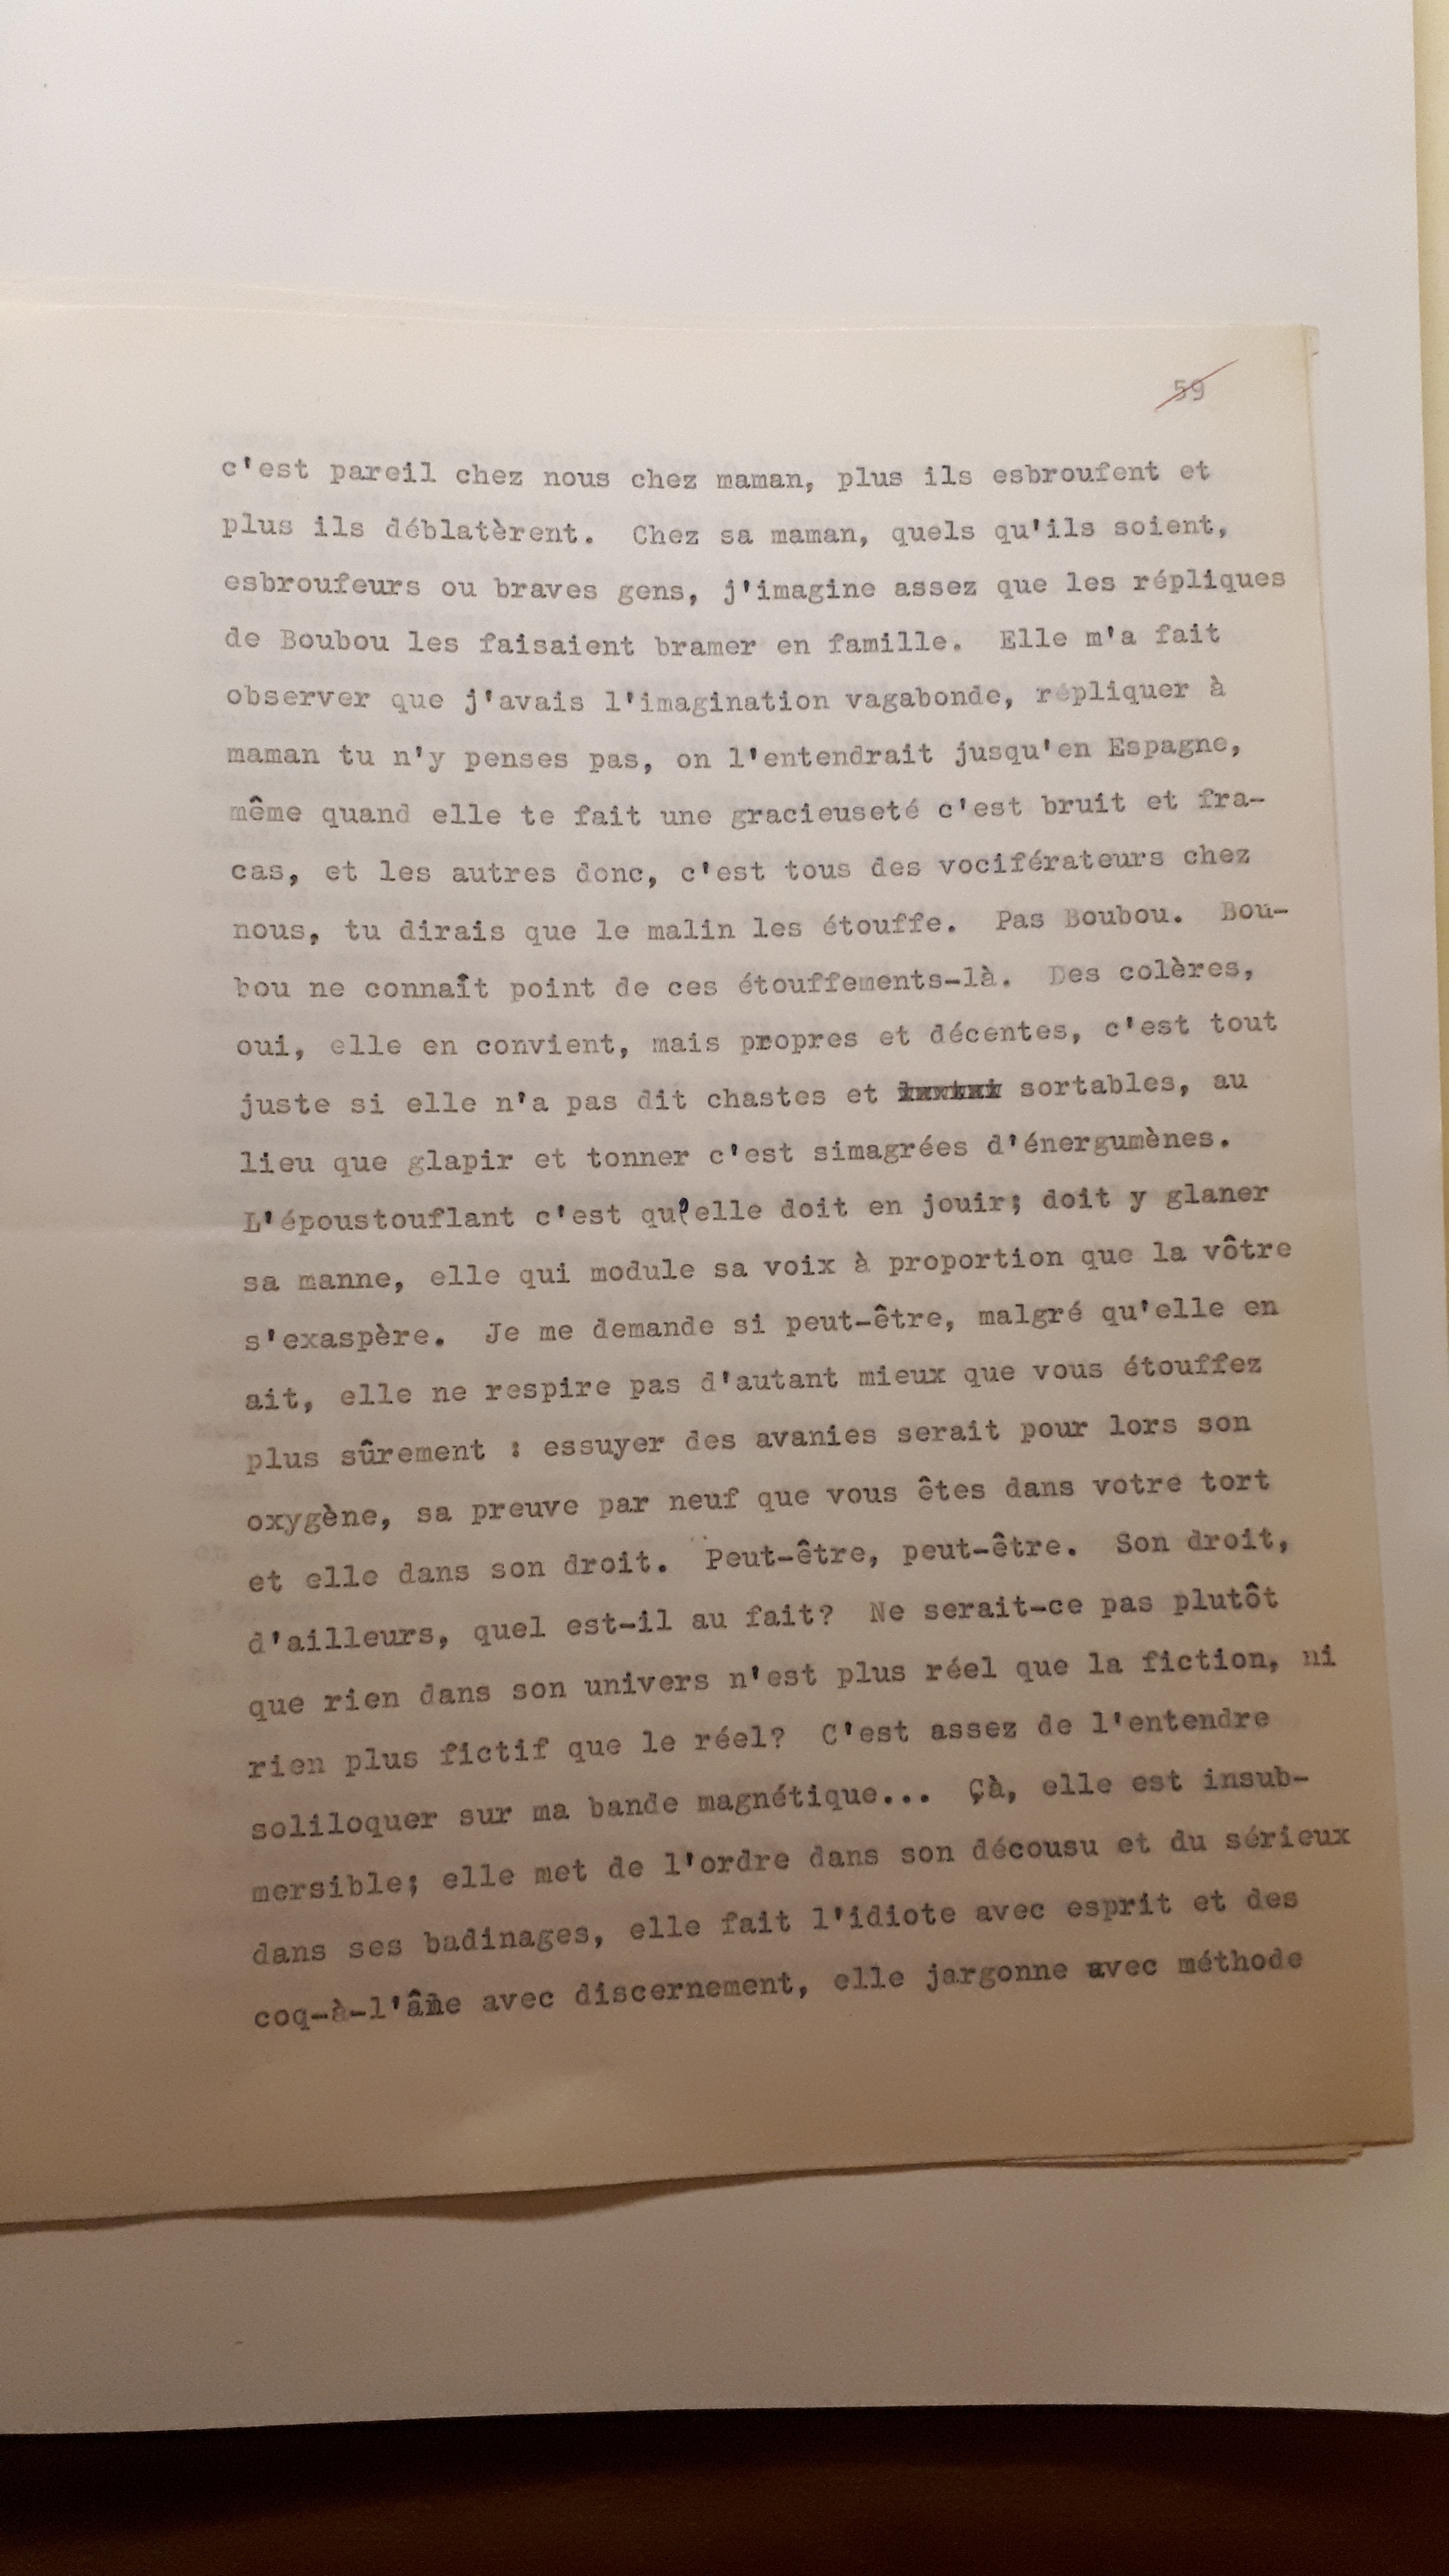 59
c'est pareil chez nous chez maman, plus ils esbroufent et
plus ils déblatèrent. Chez sa maman, quels qu'ils soient,
esbroufeurs ou braves gens, j'imagine assez que les répliques
de Boubou les faisaient bramer en famille. Elle m'a fait
observer que j'avais l'imagination vagabonde, répliquer à
maman tu n'y penses pas, on l'entendrait jusqu'en Espagne,
même quand elle te fait une gracieuseté c'est bruit et fra-
cas, et les autres donc, c'est tous des vociférateurs chez
nous, tu dirais que le malin les étouffe. Pas Boubou. Bou-
bou ne connaît point de ces étouffements-là. Des colères,
oui, elle en convient, mais propres et décentes, c'est tout
juste si elle n'a pas dit chastes et sortables, au
lieu que glapir et tonner c'est simagrées d'énergumènes.
L'époustouflant c'est qu'elle doit en jouir; doit y glaner
sa manne, elle qui module sa voix à proportion que la vôtre
s'exaspère. Je me demande si peut-être, malgré qu'elle en
ait, elle ne respire pas d'autant mieux que vous étouffez
plus sûrement : essuyer des avanies serait pour lors son
oxygène, sa preuve par neuf que vous êtes dans votre tort
et elle dans son droit. Peut-être, peut-être. Son droit,
d'ailleurs, quel est-il au fait? Ne serait-ce pas plutôt
que rien dans son univers n'est plus réel que la fiction, ni
rien plus fictif que le réel? C'est assez de l'entendre
soliloquer sur ma bande magnétique... Çà, elle est insub-
mersible; elle met de l'ordre dans son décousu et du sérieux
dans ses badinages, elle fait l'idiote avec esprit et des
coq-à-l'âne avec discernement, elle jargonne avec méthode